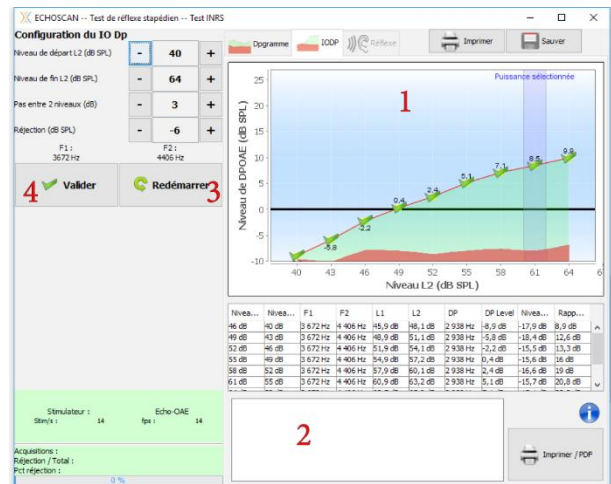 ECHOSCAN -- Test de réflexe stapédien -- Test INRS
Configuration du IO Dp
Niveau de départ L2 (dB SPL) - 40 +
Niveau de fin L2 (dB SPL) - 64 +
Pas entre 2 niveaux (dB) - 3 +
Réjection (dB SPL) - -6 +
F1 : F2 :
3672 Hz 4406 Hz
4 Valider Redémarrer 3
Dpgramme IODP Réflexe Imprimer Sauver
Puissance sélectionnée
1
Niveau de DPOAE (dB SPL)
25
20
15
10
5
0
-5
-10
-5.8 -2.2 0.4 2.4 5.1 7.1 8.5 9.9
40 43 46 49 52 55 58 61 64 6
Niveau L2 (dB SPL)
Nivea... Nivea... F1 F2 L1 L2 DP DP Level Nivea... Rapp...
46 dB 40 dB 3 672 Hz 4 406 Hz 45,9 dB 48,1 dB 2 938 Hz -8,9 dB -17,9 dB 8,9 dB
49 dB 43 dB 3 672 Hz 4 406 Hz 48,9 dB 51,1 dB 2 938 Hz -5,8 dB -18,4 dB 12,6 dB
52 dB 46 dB 3 672 Hz 4 406 Hz 51,9 dB 54,1 dB 2 938 Hz -2,2 dB -15,5 dB 13,3 dB
55 dB 49 dB 3 672 Hz 4 406 Hz 54,9 dB 57,2 dB 2 938 Hz 0,4 dB -15,6 dB 16 dB
58 dB 52 dB 3 672 Hz 4 406 Hz 57,9 dB 60,1 dB 2 938 Hz 2,4 dB -16,6 dB 19 dB
61 dB 55 dB 3 672 Hz 4 406 Hz 60,9 dB 63,2 dB 2 938 Hz 5,1 dB -15,7 dB 20,8 dB
Stimulateur : Echo-OAE
Stim/s : 14 fps : 14
Acquisitions :
Réjection / Total :
Pct réjection :
0 %
2
Imprimer / PDF